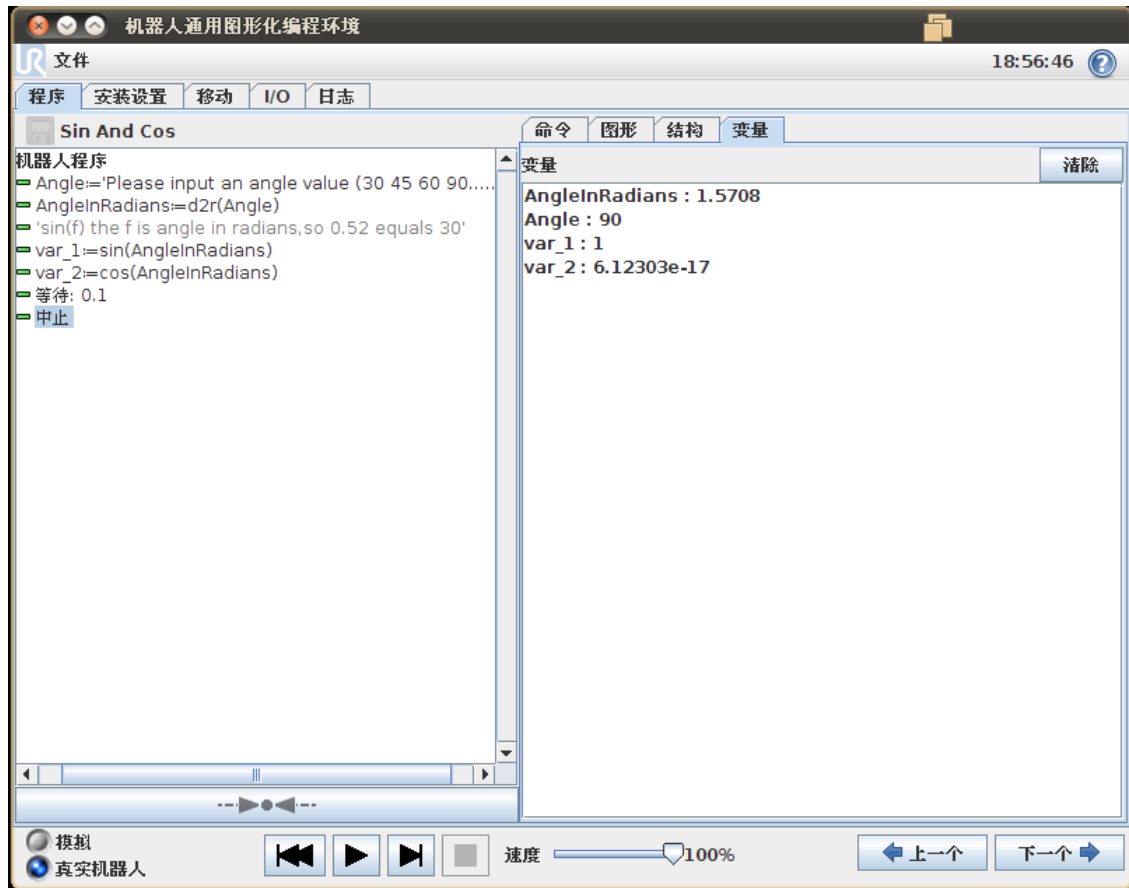 机器人通用图形化编程环境
文件
18:56:46
程序 安装设置 移动 I/O 日志
Sin And Cos
命令 图形 结构 变量
机器人程序
Angle:='Please input an angle value (30 45 60 90.....
AngleInRadians:=d2r(Angle)
'sin(f) the f is angle in radians,so 0.52 equals 30'
var_1:=sin(AngleInRadians)
var_2:=cos(AngleInRadians)
等待: 0.1
中止
变量
清除
AngleInRadians : 1.5708
Angle : 90
var_1 : 1
var_2 : 6.12303e-17
模拟
真实机器人
速度 100%
上一个
下一个